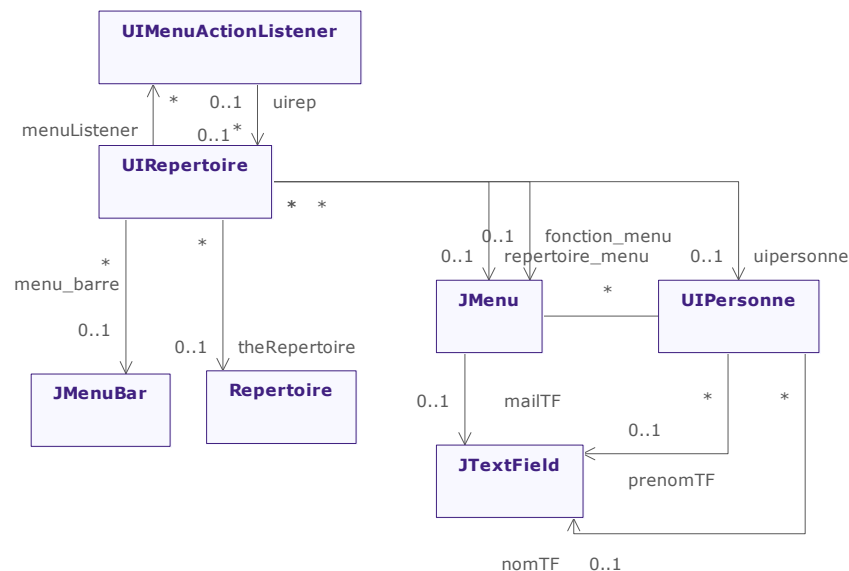 UIMenuActionListener
* 0..1 uirep
menuListener
0..1 *
UIRepertoire
* *
*
0..1 fonction_menu
0..1 repertoire_menu
0..1 uipersonne
*
menu_barre
0..1
0..1 theRepertoire
JMenu
*
UIPersonne
JMenuBar
Repertoire
0..1 mailTF
* *
0..1
JTextField
prenomTF
nomTF 0..1